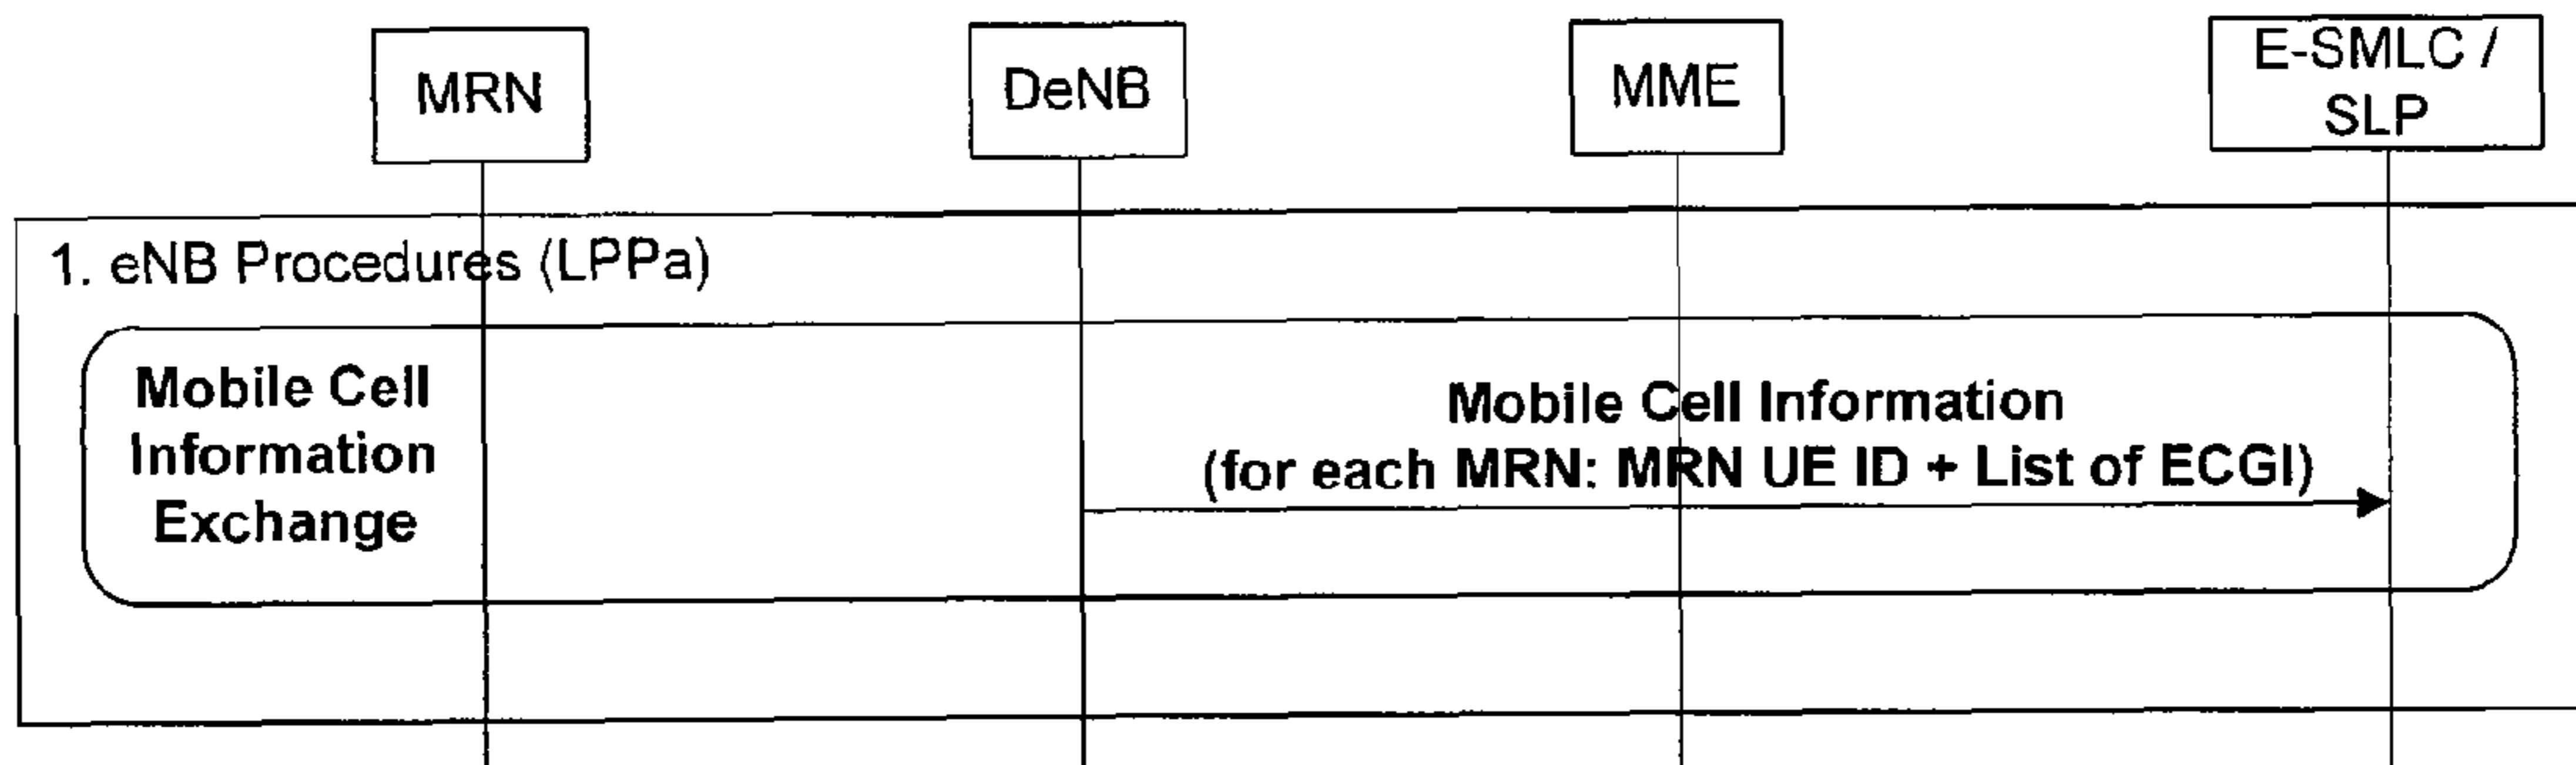 MRN
DeNB
MME
E-SMLC /
SLP
1. eNB Procedures (LPPa)
Mobile Cell
Information
Exchange
Mobile Cell Information
(for each MRN: MRN UE ID + List of ECGI)